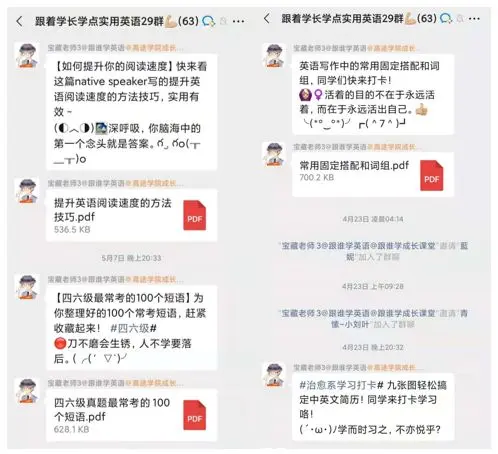 跟着学长学点实用英语29群💪🏼(63)
宝藏老师3@跟谁学英语@高途学院成长...
【如何提升你的阅读速度】快来看
这篇native speaker写的提升英
语阅读速度的方法技巧，实用有
效~
深呼吸，你脑海中的
第一个念头就是答案。
宝藏老师3@跟谁学英语@高途学院成长...
提升英语阅读速度的方法
技巧.pdf
536.5 KB
PDF
5月7日 晚上20:33
宝藏老师3@跟谁学英语@高途学院成长...
【四六级最常考的100个短语】为
你整理好的100个常考短语，赶紧
收藏起来！ #四六级#
🔴刀不磨会生锈，人不学要落
后。(╭(′▽`)╯
宝藏老师3@跟谁学英语@高途学院成长...
四六级真题最常考的100
个短语.pdf
628.1 KB
PDF
跟着学长学点实用英语29群💪🏼(63)
宝藏老师3@跟谁学英语@高途学院成长...
英语写作中的常用固定搭配和词
组，同学们快来打卡！
活着的目的不在于永远活
着，而在于永远活出自己。👍🏼
╰(*°▽°*)╯ ┏(＾7＾)┛
宝藏老师3@跟谁学英语@高途学院成长...
常用固定搭配和词组.pdf
700.2 KB
PDF
4月23日 凌晨04:14
"宝藏老师3@跟谁学英语@跟谁学成长课堂"邀请"蓝
妮"加入了群聊
4月23日 上午09:28
"宝藏老师3@跟谁学英语@跟谁学成长课堂"邀请"青
愫~小刘叶"加入了群聊
4月23日 晚上20:32
宝藏老师3@跟谁学英语@高途学院成长...
#治愈系学习打卡# 九张图轻松搞
定中英文简历！同学来打卡学习
咯！
(´･ω･)ﾉ学而时习之，不亦悦乎？